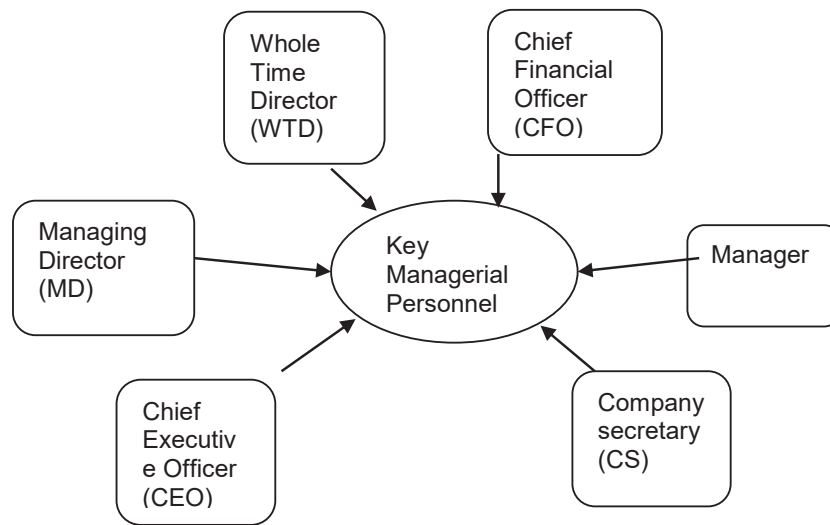 Whole
Time
Director
(WTD)
Chief
Financial
Officer
(CFO)
Managing
Director
(MD)
Key
Managerial
Personnel
Manager
Chief
Executiv
e Officer
(CEO)
Company
secretary
(CS)